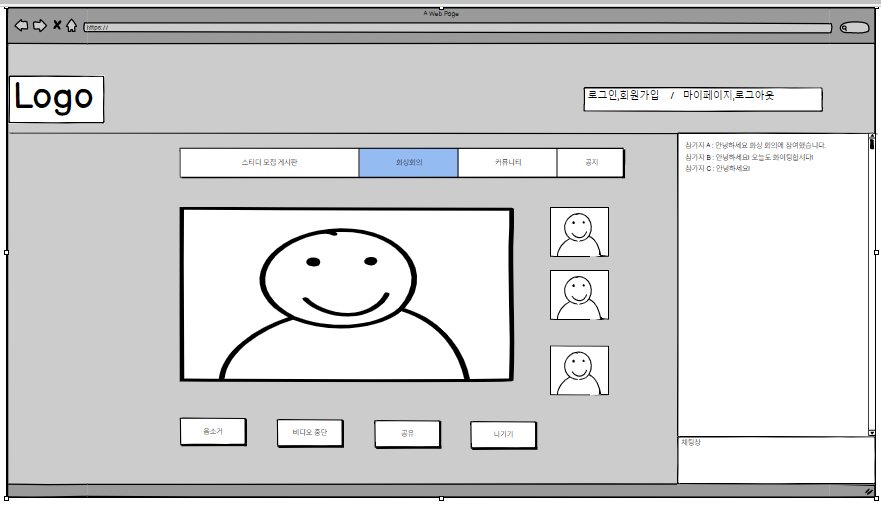 A Web Page
https://
Logo
로그인,회원가입 / 마이페이지,로그아웃
스터디 모집 게시판 화상회의 커뮤니티 공지
참가자 A : 안녕하세요 화상 회의에 참여했습니다.
참가자 B : 안녕하세요! 오늘도 화이팅합시다!
참가자 C : 안녕하세요!
음소거 비디오 중단 공유 나가기
채팅창